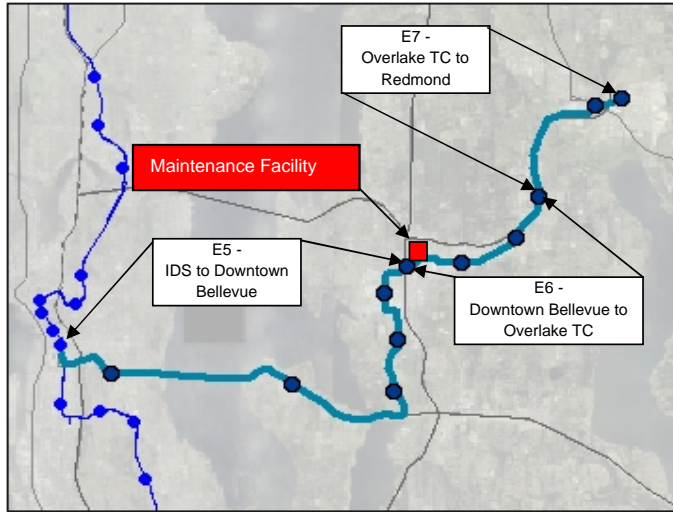 E7 -
Overlake TC to
Redmond
Maintenance Facility
E5 -
IDS to Downtown
Bellevue
E6 -
Downtown Bellevue to
Overlake TC